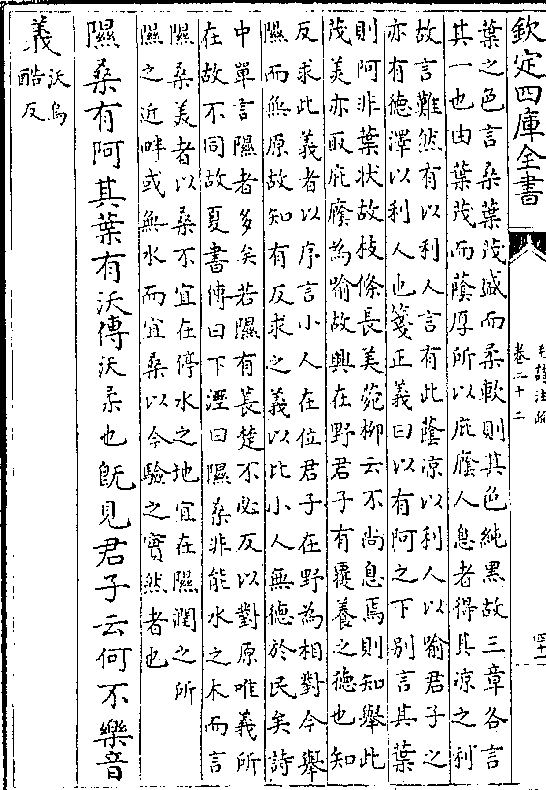 欽定四庫全書
毛詩注疏
卷二十二
四十一
葉之色言桑葉茂盛而柔軟則其色純黑故三章各言
其一也由葉茂而蔭厚所以庇廕人息者得其凉之利
故言難然有以利人言有此蔭凉以利人以喻君子之
亦有德澤以利人也箋正義曰以有阿之下别言其葉
則阿非葉狀故枝條長美菀柳云不尚息焉則知舉此
茂美亦取庇廕為喻故興在野君子有覆養之德也知
反求此義者以序言小人在位君子在野為相對今舉
隰而無原故知有反求之義以比小人無德於民矣詩
中單言隰者多矣若隰有萇楚不必反以對原唯義所
在故不同故夏書傳曰下溼曰隰桑非能水之木而言
隰桑美者以桑不宜在停水之地宜在隰潤之所
隰之近畔或無水而宜桑以今驗之實然者也
隰桑有阿其葉有沃傳沃柔也旣見君子云何不樂音
義沃烏
酷反